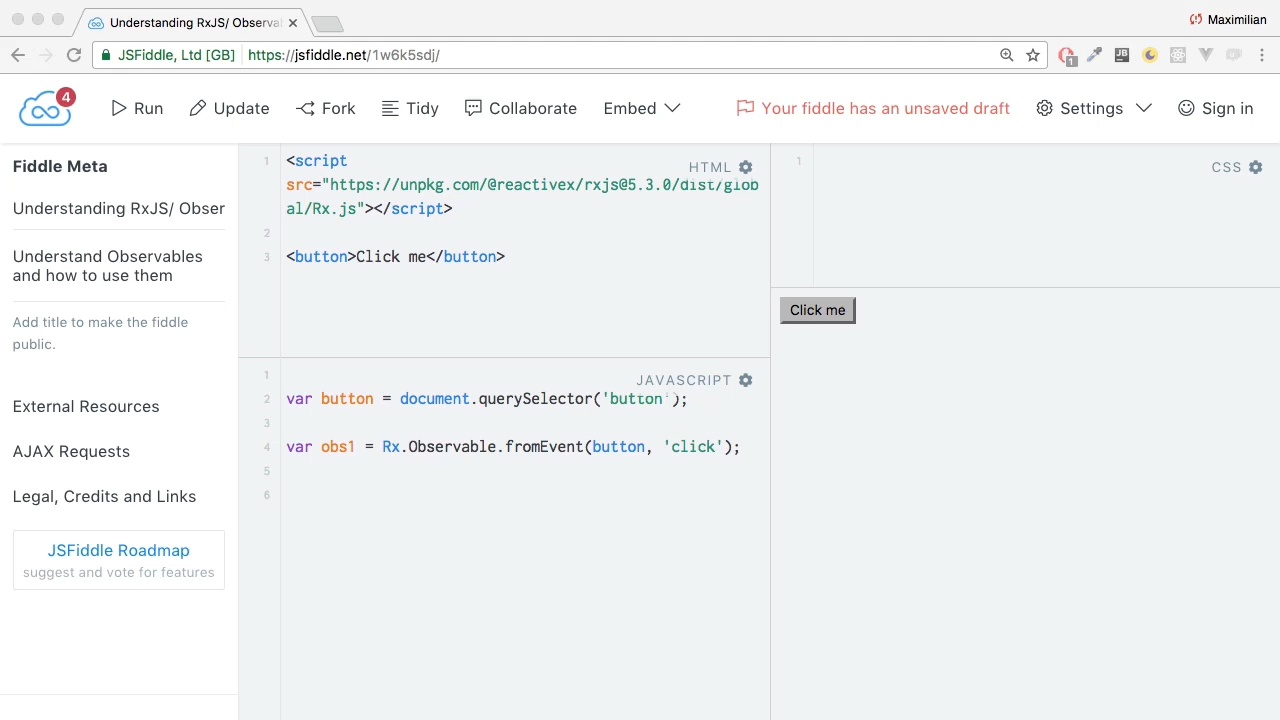 Understanding RxJS/ Observa
Maximilian
JSFiddle, Ltd [GB]
https://jsfiddle.net/1w6k5sdj/
1
JB
4
Run
Update
Fork
Tidy
Collaborate
Embed
Your fiddle has an unsaved draft
Settings
Sign in
Fiddle Meta
Understanding RxJS/ Obser
Understand Observables
and how to use them
Add title to make the fiddle
public.
External Resources
AJAX Requests
Legal, Credits and Links
JSFiddle Roadmap
suggest and vote for features
HTML
1 <script
src="https://unpkg.com/@reactivex/rxjs@5.3.0/dist/glob
al/Rx.js"></script>
2
3 <button>Click me</button>
JAVASCRIPT
1
2 var button = document.querySelector('button');
3
4 var obs1 = Rx.Observable.fromEvent(button, 'click');
5
6
1
CSS
Click me